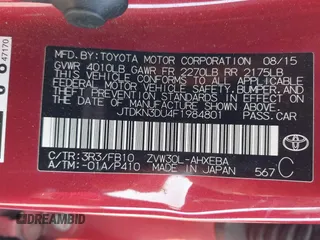 MFD. BY: TOYOTA MOTOR CORPORATION 08/15
GVWR 4010LB GAWR FR 2270LB RR 2175LB
THIS VEHICLE CONFORMS TO ALL APPLICABLE
FEDERAL MOTOR VEHICLE SAFETY, BUMPER, AND
THEFT PREVENTION STANDARDS IN EFFECT ON
THE DATE OF MANUFACTURE SHOWN ABOVE.
JTDKN3DU4F1984801
PASS. CAR
C/TR: 3R3/FB10 ZVW30L-AHXEBA
A/TM: -01A/P410 MADE IN JAPAN 567 C
47170
DREAMBID